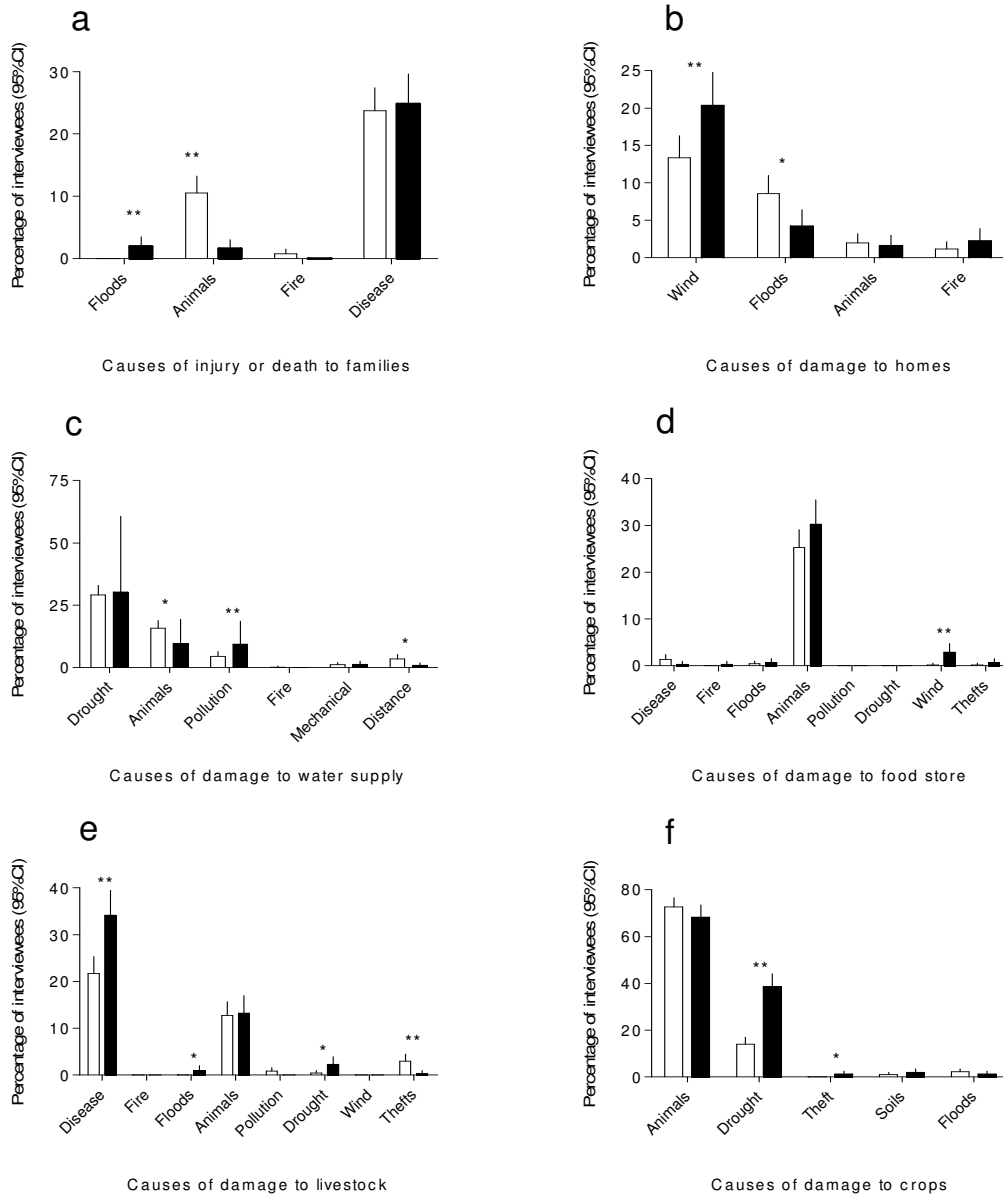 a
Percentage of interviewees (95%CI)
30
20
10
0
**
**
Floods
Animals
Fire
Disease
Causes of injury or death to families
b
Percentage of interviewees (95%CI)
25
20
15
10
5
0
**
*
Wind
Floods
Animals
Fire
Causes of damage to homes
c
Percentage of interviewees (95%CI)
75
50
25
0
*
**
*
Drought
Animals
Pollution
Fire
Mechanical
Distance
Causes of damage to water supply
d
Percentage of interviewees (95%CI)
40
30
20
10
0
**
Disease
Fire
Floods
Animals
Pollution
Drought
Wind
Thefts
Causes of damage to food store
e
Percentage of interviewees (95%CI)
40
30
20
10
0
**
*
*
**
Disease
Fire
Floods
Animals
Pollution
Drought
Wind
Thefts
Causes of damage to livestock
f
Percentage of interviewees (95%CI)
80
60
40
20
0
**
*
Animals
Drought
Theft
Soils
Floods
Causes of damage to crops